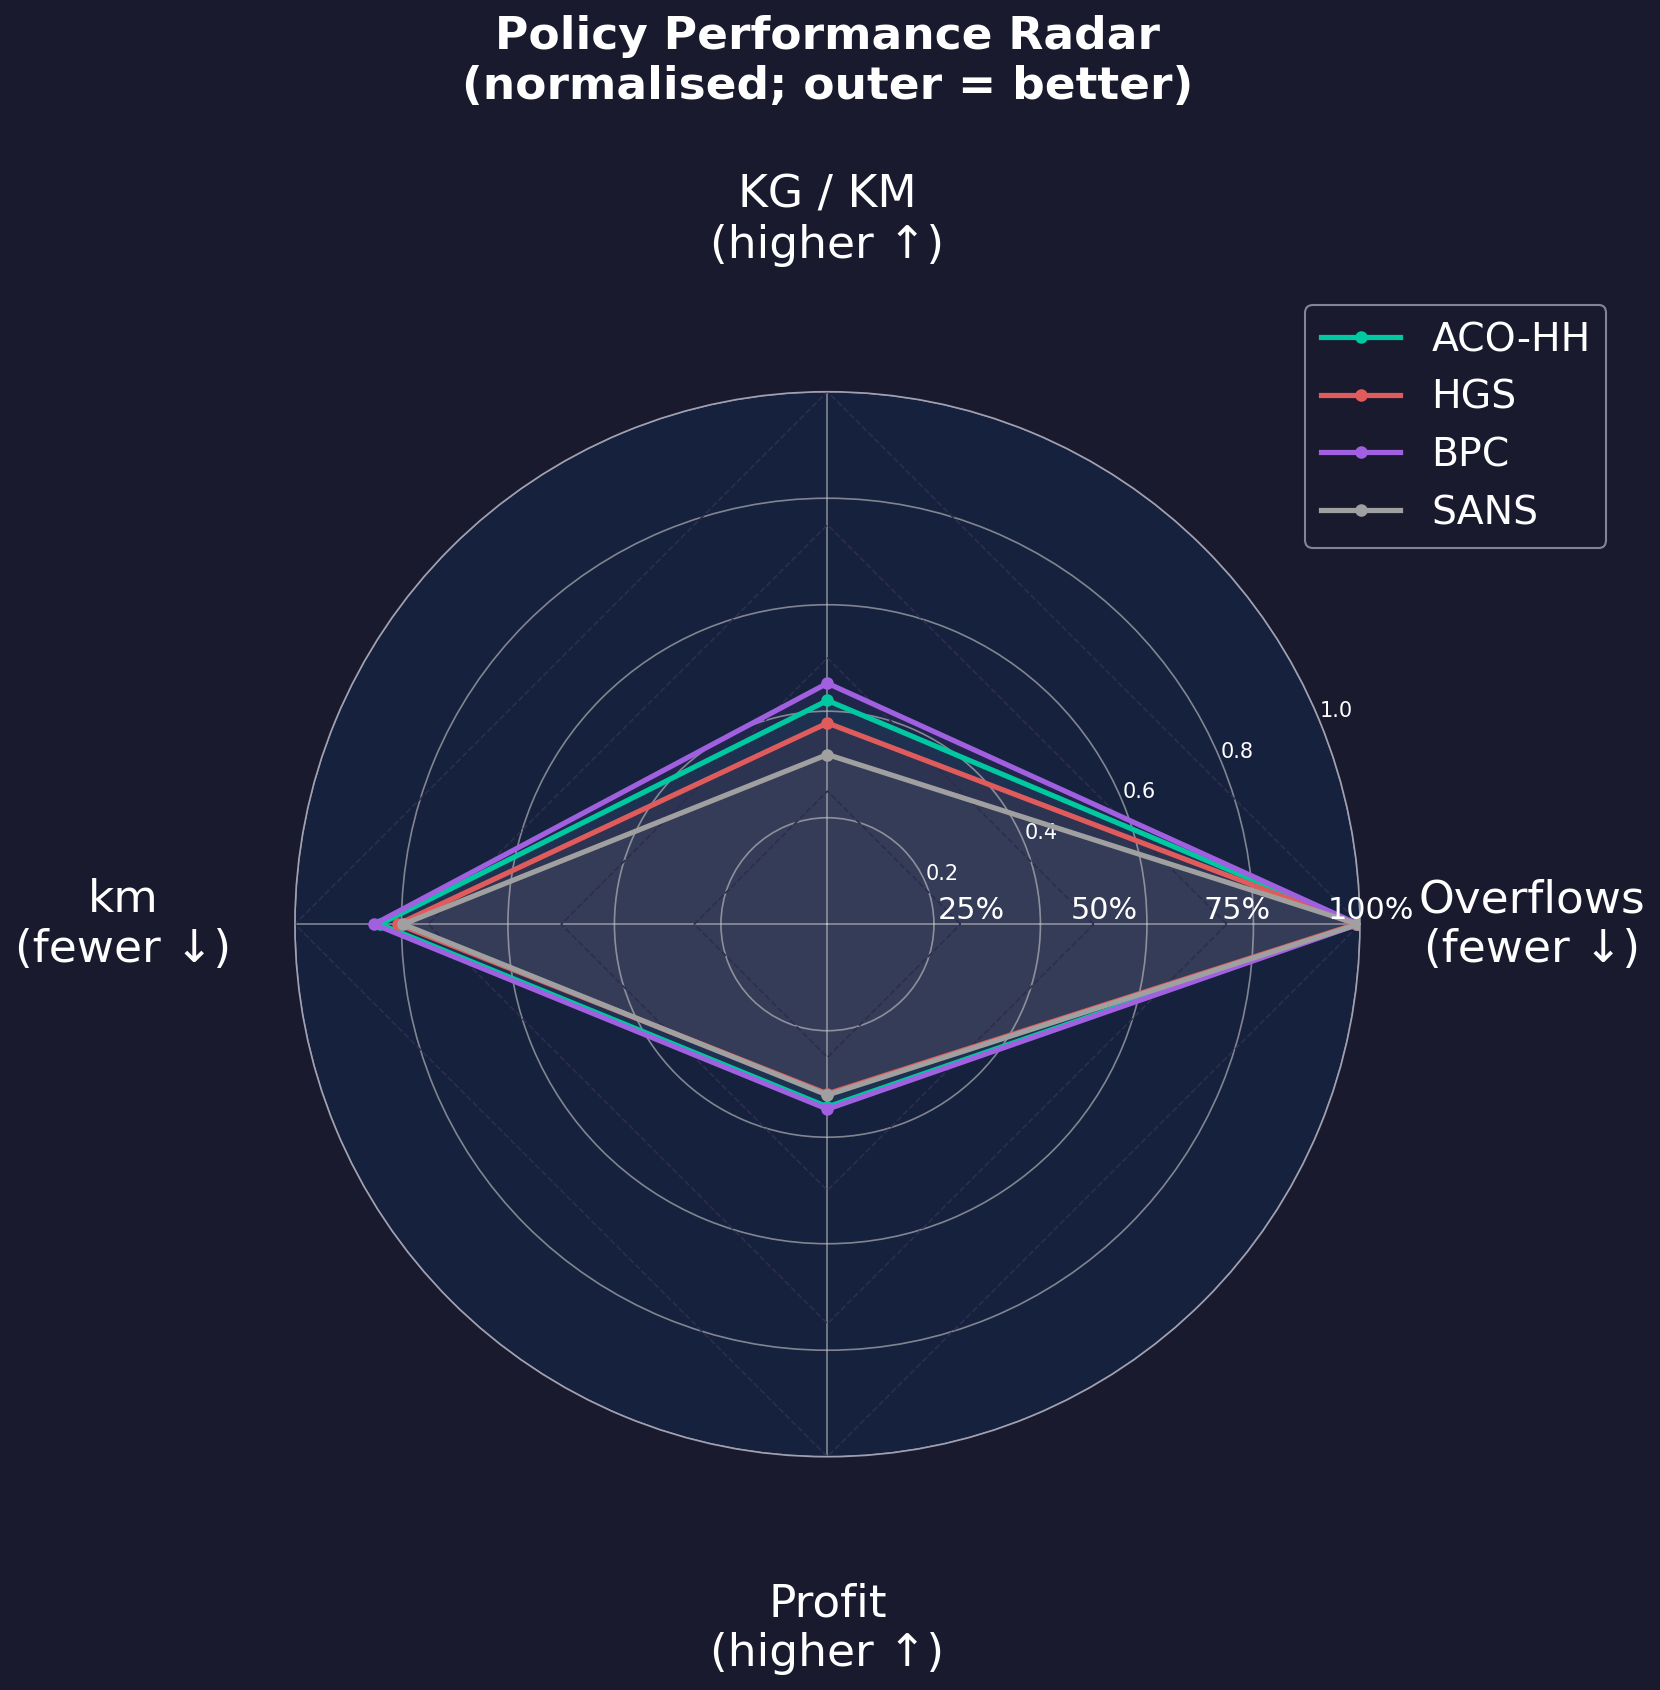 Policy Performance Radar
(normalised; outer = better)
KG / KM
(higher ↑)
ACO-HH
HGS
BPC
SANS
1.0
0.8
0.6
0.4
0.2
25% 50% 75% 100%
km
(fewer ↓)
Overflows
(fewer ↓)
Profit
(higher ↑)